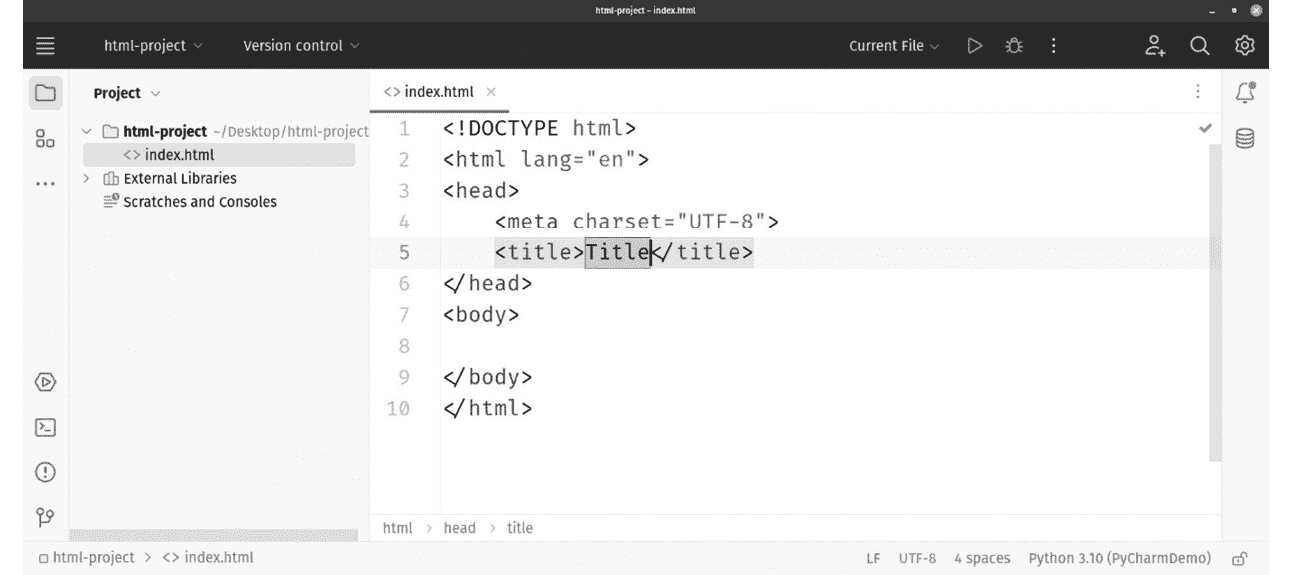 html-project – index.html
html-project Version control Current File
Project
index.html
html-project ~/Desktop/html-project
index.html
External Libraries
Scratches and Consoles
1 <!DOCTYPE html>
2 <html lang="en">
3 <head>
4 <meta charset="UTF-8">
5 <title>Title</title>
6 </head>
7 <body>
8
9 </body>
10 </html>
html > head > title
html-project > <> index.html LF UTF-8 4 spaces Python 3.10 (PyCharmDemo)